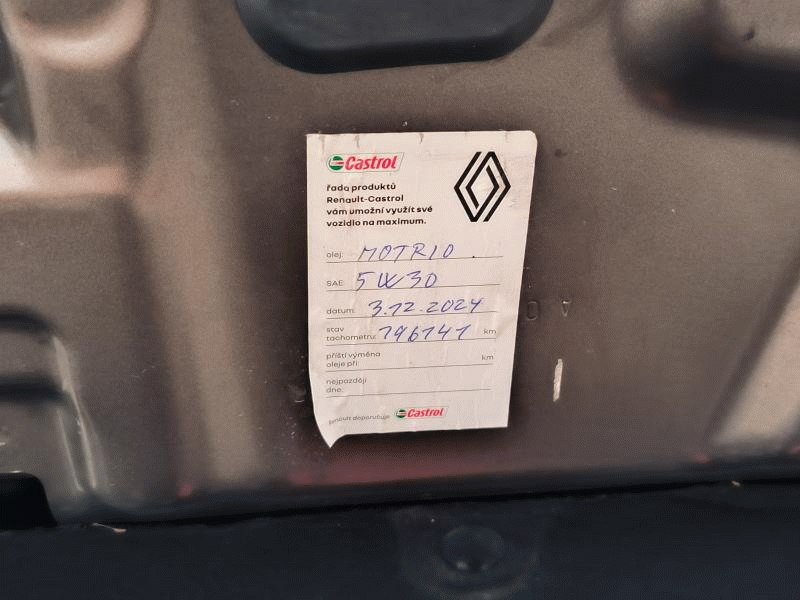 Castrol
řada produktů
Renault-Castrol
vám umožní využít své
vozidlo na maximum.
olej: MOTRIO
SAE: 5W30
datum: 3.12.2024
stav
tachometru: 196141 km
příští výměna
oleje při: km
nejpozději
dne:
Renault doporučuje Castrol